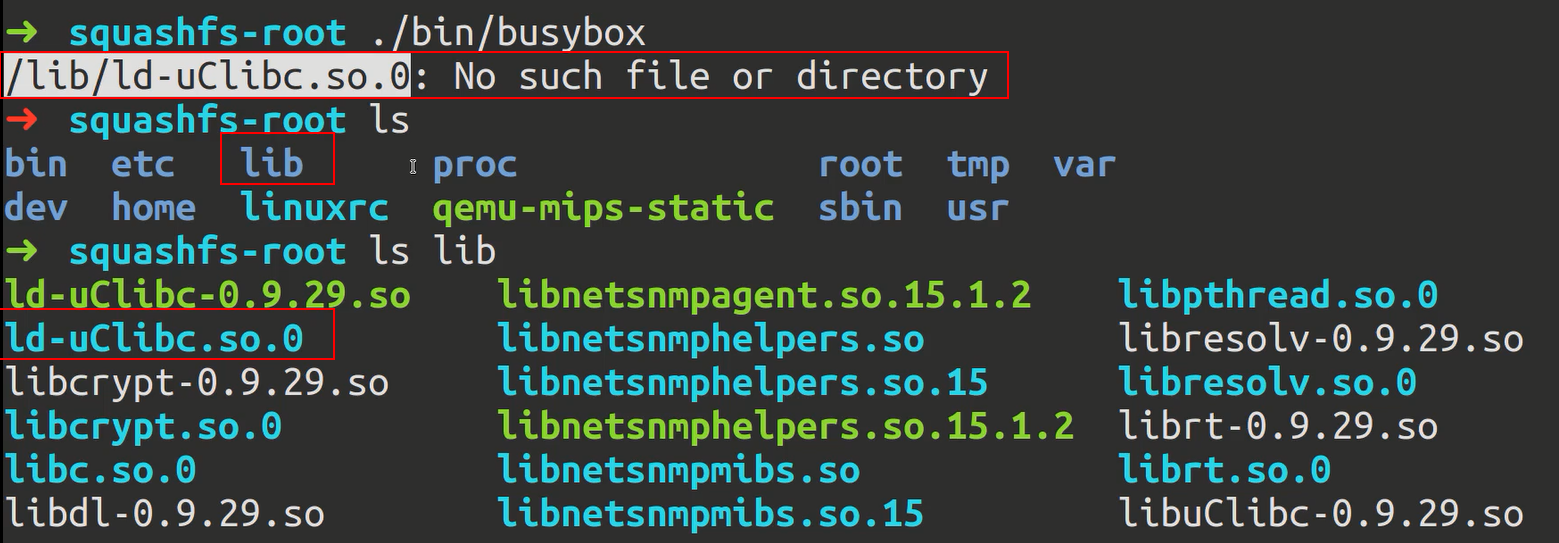 ➜ squashfs-root ./bin/busybox
/lib/ld-uClibc.so.0: No such file or directory
➜ squashfs-root ls
bin etc lib proc root tmp var
dev home linuxrc qemu-mips-static sbin usr
➜ squashfs-root ls lib
ld-uClibc-0.9.29.so libnetsnmpagent.so.15.1.2 libpthread.so.0
ld-uClibc.so.0 libnetsnmphelpers.so libresolv-0.9.29.so
libcrypt-0.9.29.so libnetsnmphelpers.so.15 libresolv.so.0
libcrypt.so.0 libnetsnmphelpers.so.15.1.2 librt-0.9.29.so
libc.so.0 libnetsnmpmibs.so librt.so.0
libdl-0.9.29.so libnetsnmpmibs.so.15 libuClibc-0.9.29.so